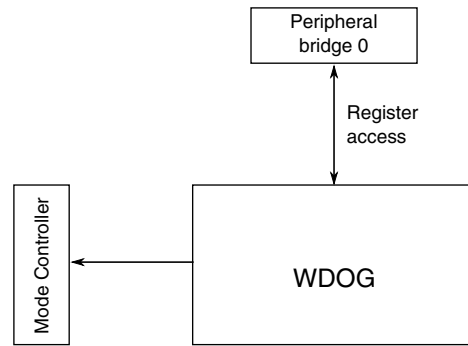 Peripheral
bridge 0
Register
access
Mode Controller
WDOG